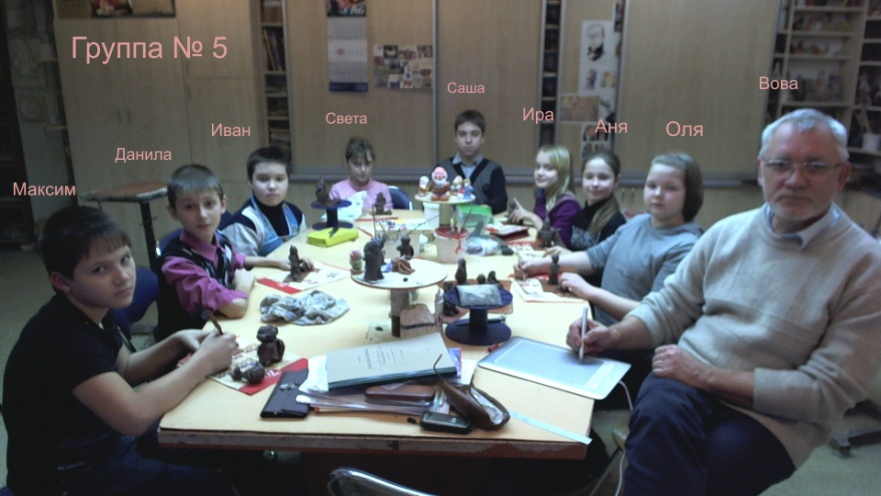 Группа № 5
Максим
Данила
Иван
Света
Саша
Ира
Аня
Оля
Вова